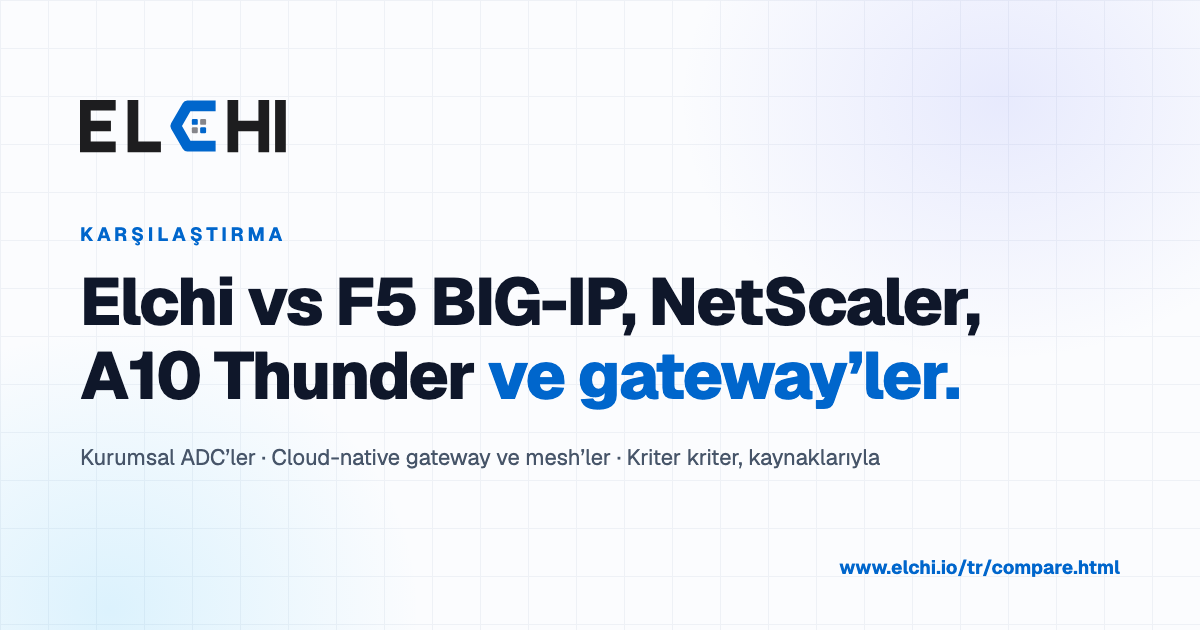 ELCHI
KARŞILAŞTIRMA
Elchi vs F5 BIG-IP, NetScaler,
A10 Thunder ve gateway’ler.
Kurumsal ADC’ler · Cloud-native gateway ve mesh’ler · Kriter kriter, kaynaklarıyla
www.elchi.io/tr/compare.html